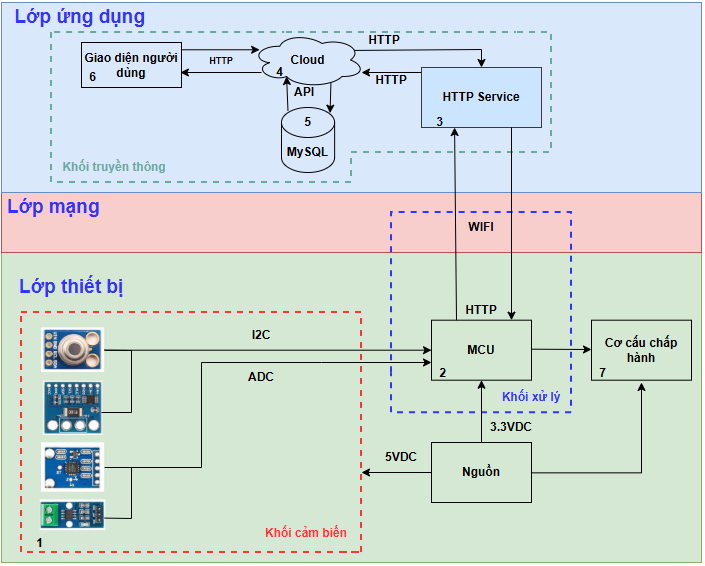 Lớp ứng dụng
Giao diện người
dùng
6
HTTP
Cloud
4
API
HTTP
HTTP
HTTP Service
3
5
MySQL
Khối truyền thông
Lớp mạng
WIFI
Lớp thiết bị
HTTP
MCU
2
Khối xử lý
Cơ cấu chấp
hành
7
I2C
ADC
3.3VDC
5VDC
Nguồn
Khối cảm biến
1